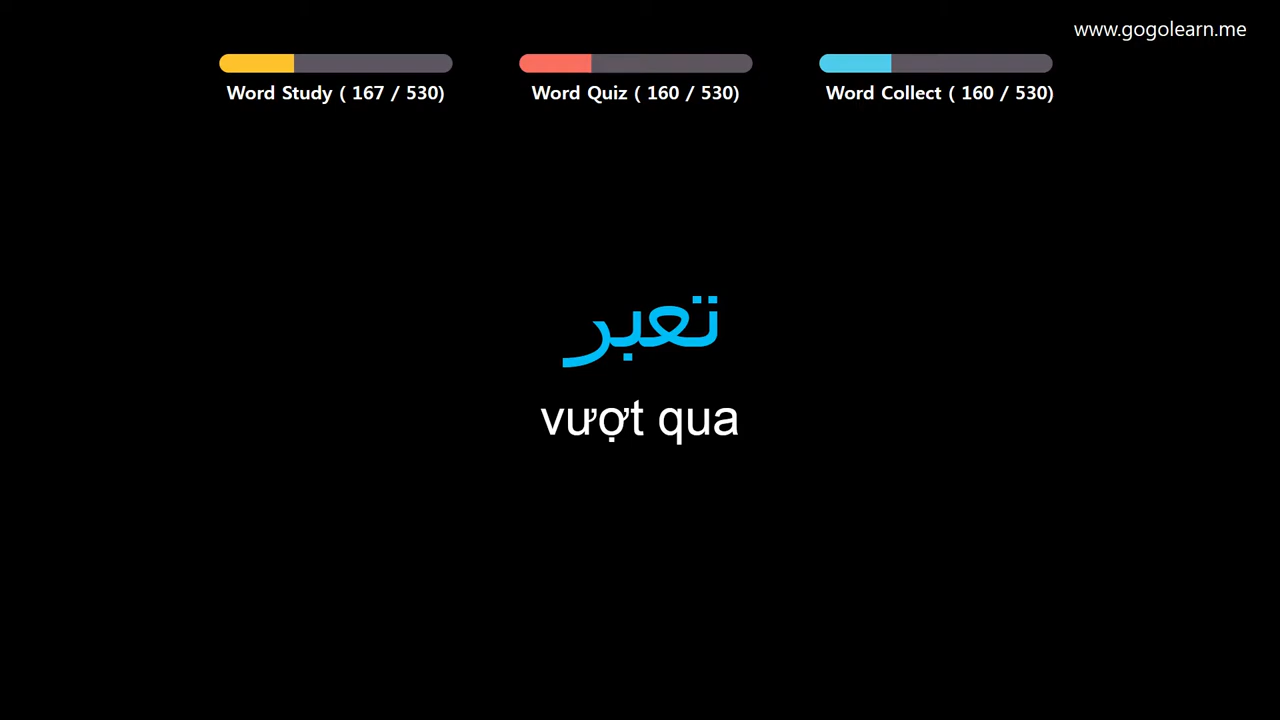 www.gogolearn.me
Word Study ( 167 / 530)
Word Quiz ( 160 / 530)
Word Collect ( 160 / 530)
تعبر
vượt qua